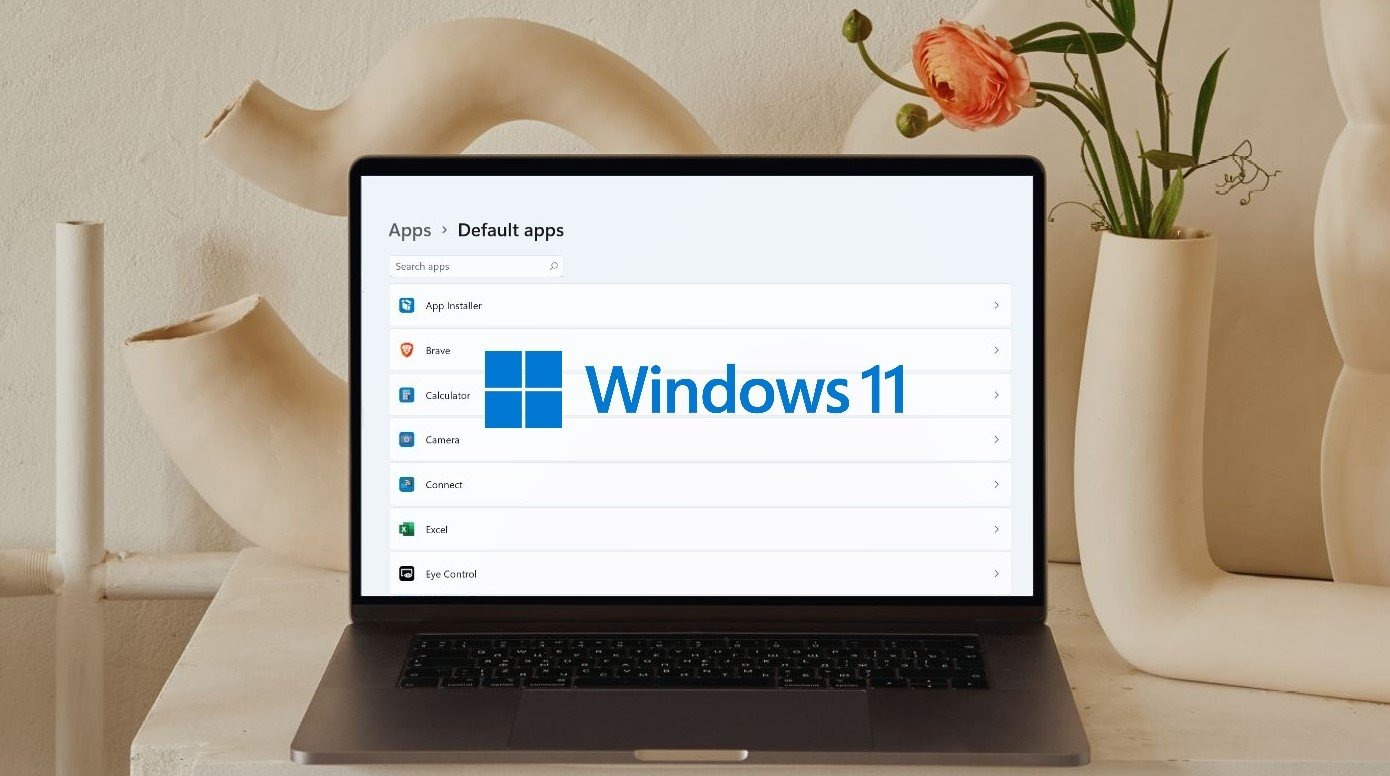 Apps › Default apps
Search apps
App Installer
Brave
Calculator
Windows 11
Camera
Connect
Excel
Eye Control